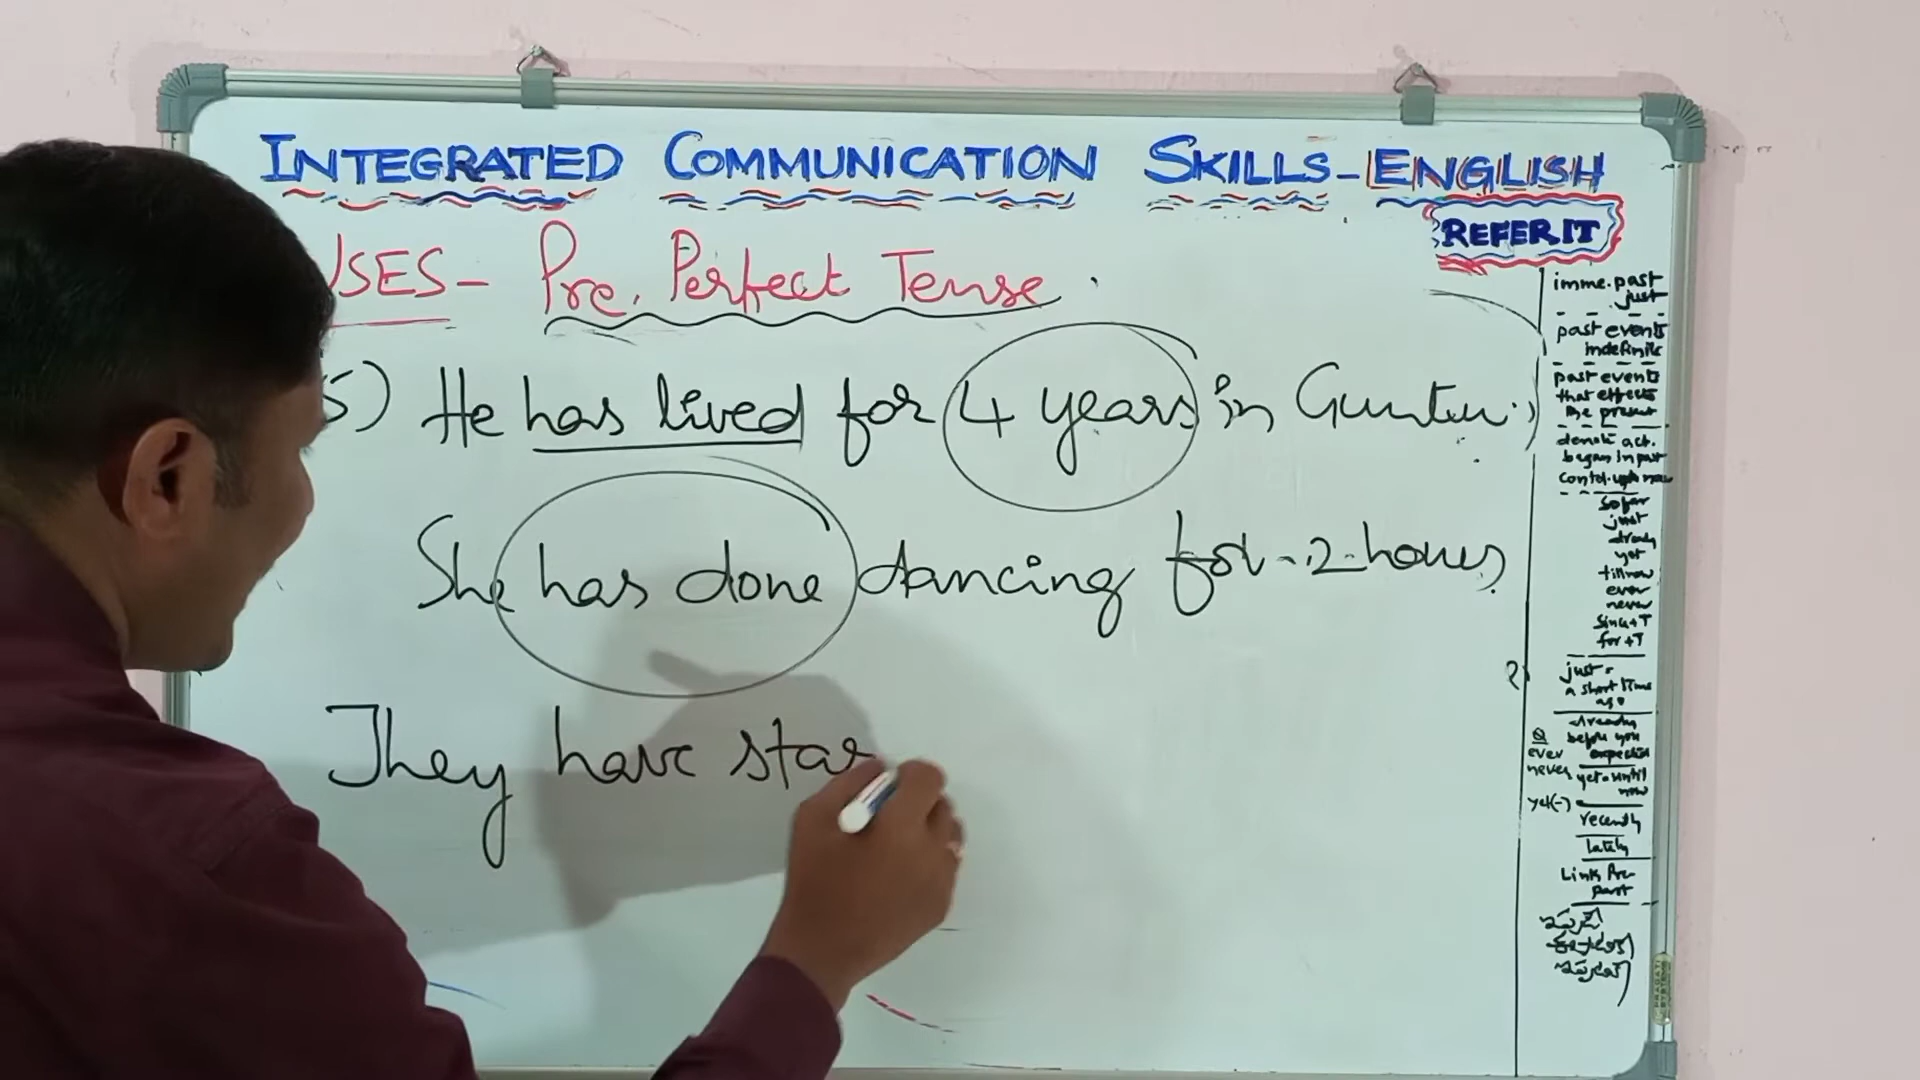 INTEGRATED COMMUNICATION SKILLS-ENGLISH
REFER IT
USES- Pre. Perfect Tense
5) He has lived for 4 years in Guntur.
She has done dancing for 2 hours
They have star
imme. past
just
past events
indefinite
past events
that effects
the present
denote act.
began in past
contd. upto now
sofar
just
already
yet
till now
ever
never
since+T
for+T
just =
a short time
ago
already
before you
expected
Q
ever
never
yet = until
now
yet(-)
recently
lately
Link Pre
past
PRAGATI
SYSTEMS